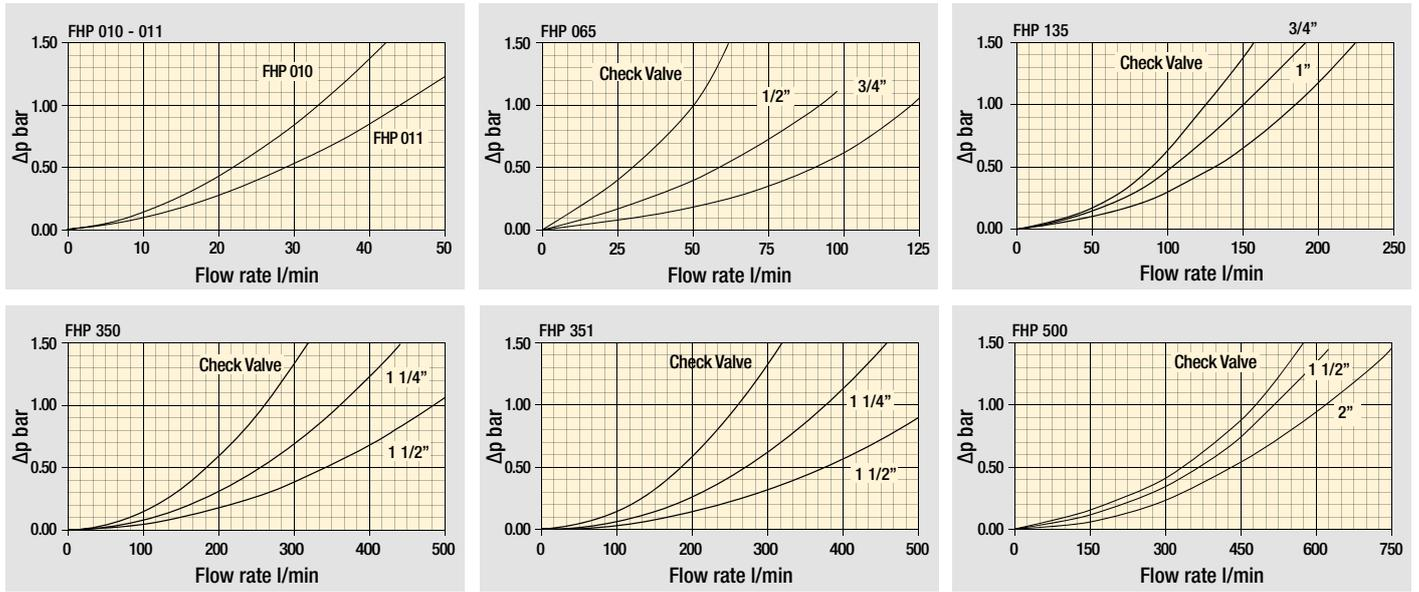 FHP 010 - 011
1.50
1.00
0.50
0.00
Δp bar
FHP 010
FHP 011
0 10 20 30 40 50
Flow rate l/min
FHP 065
1.50
1.00
0.50
0.00
Δp bar
Check Valve
1/2”
3/4”
0 25 50 75 100 125
Flow rate l/min
FHP 135
1.50
1.00
0.50
0.00
Δp bar
3/4”
Check Valve
1”
0 50 100 150 200 250
Flow rate l/min
FHP 350
1.50
1.00
0.50
0.00
Δp bar
Check Valve
1 1/4”
1 1/2”
0 100 200 300 400 500
Flow rate l/min
FHP 351
1.50
1.00
0.50
0.00
Δp bar
Check Valve
1 1/4”
1 1/2”
0 100 200 300 400 500
Flow rate l/min
FHP 500
1.50
1.00
0.50
0.00
Δp bar
Check Valve
1 1/2”
2”
0 150 300 450 600 750
Flow rate l/min